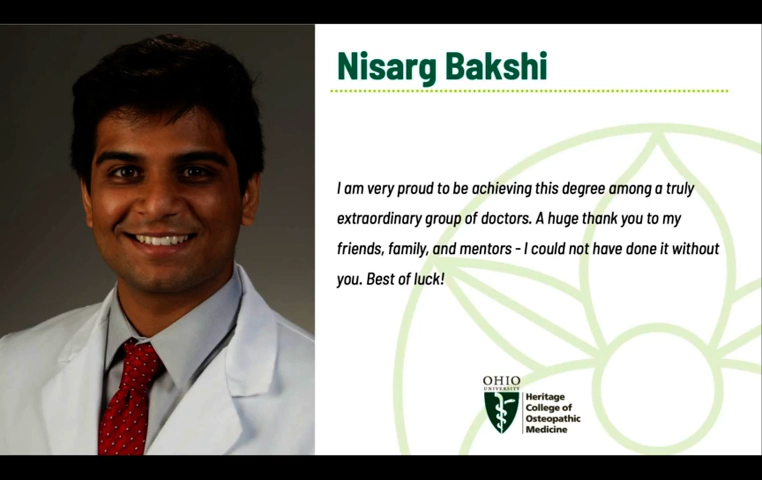 Nisarg Bakshi
I am very proud to be achieving this degree among a truly
extraordinary group of doctors. A huge thank you to my
friends, family, and mentors - I could not have done it without
you. Best of luck!
OHIO
UNIVERSITY
Heritage
College of
Osteopathic
Medicine